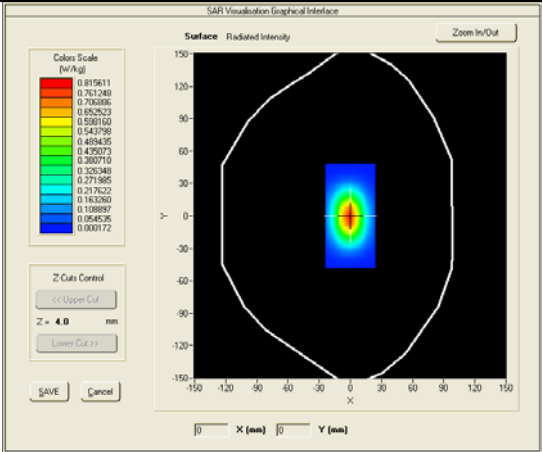 SAR Visualisation Graphical Interface
Surface Radiated Intensity
Zoom In/Out
Colors Scale
(W/kg)
0.815611
0.761248
0.706886
0.652523
0.598160
0.543798
0.489435
0.435073
0.380710
0.326348
0.271985
0.217622
0.163260
0.108897
0.054535
0.000172
Z-Cuts Control
<< Upper Cut
Z = 4.0 mm
Lower Cut >>
SAVE Cancel
150
120
90
60
30
0
-30
-60
-90
-120
-150
Y
-150 -120 -90 -60 -30 0 30 60 90 120 150
X
0 X (mm) 0 Y (mm)